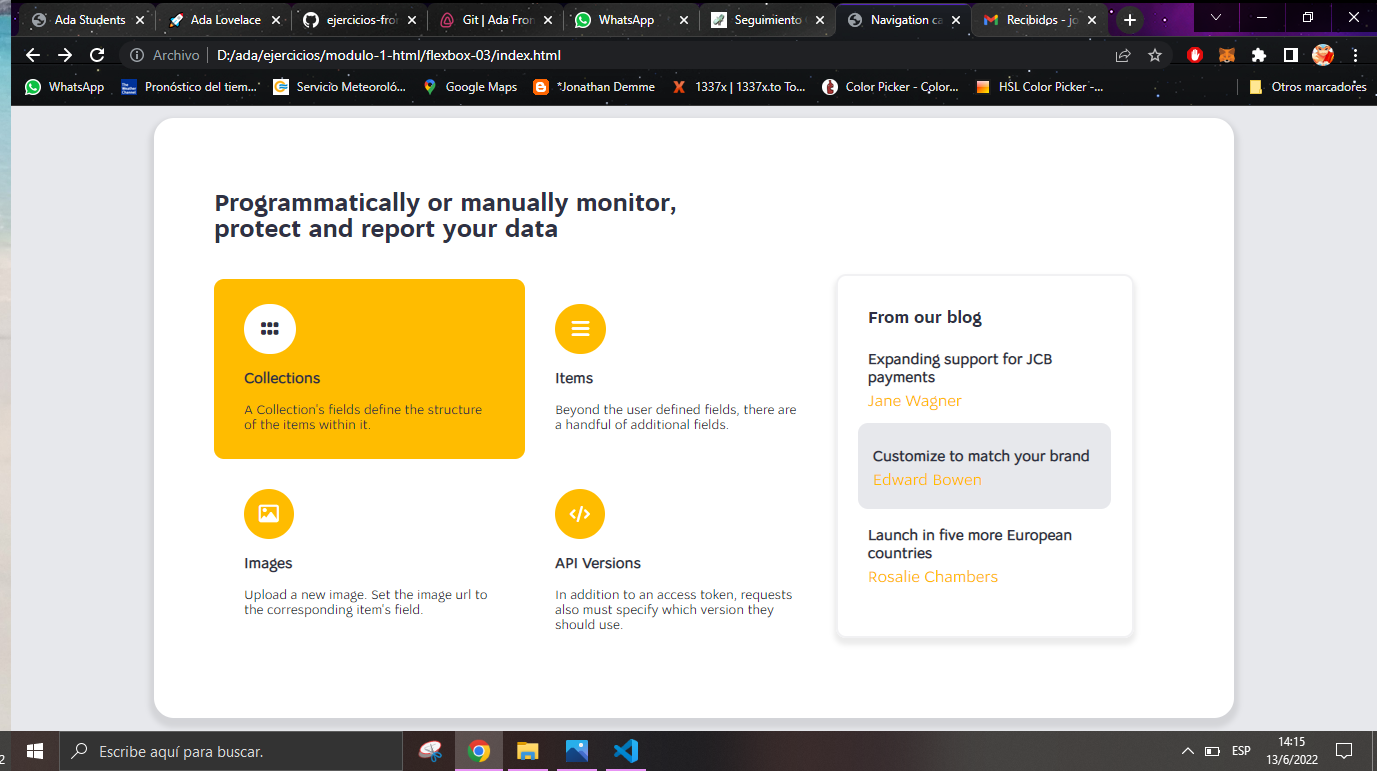 Ada Students
Ada Lovelace
ejercicios-fror
Git | Ada Fron
WhatsApp
Seguimiento
Navigation ca
Recibidos - jo
Archivo
D:/ada/ejercicios/modulo-1-html/flexbox-03/index.html
WhatsApp
Pronóstico del tiem...
Servicio Meteoroló...
Google Maps
*Jonathan Demme
1337x | 1337x.to To...
Color Picker - Color...
HSL Color Picker -...
Otros marcadores
Programmatically or manually monitor,
protect and report your data
Collections
A Collection's fields define the structure
of the items within it.
Items
Beyond the user defined fields, there are
a handful of additional fields.
Images
Upload a new image. Set the image url to
the corresponding item's field.
API Versions
In addition to an access token, requests
also must specify which version they
should use.
From our blog
Expanding support for JCB
payments
Jane Wagner
Customize to match your brand
Edward Bowen
Launch in five more European
countries
Rosalie Chambers
2
Escribe aquí para buscar.
ESP
14:15
13/6/2022